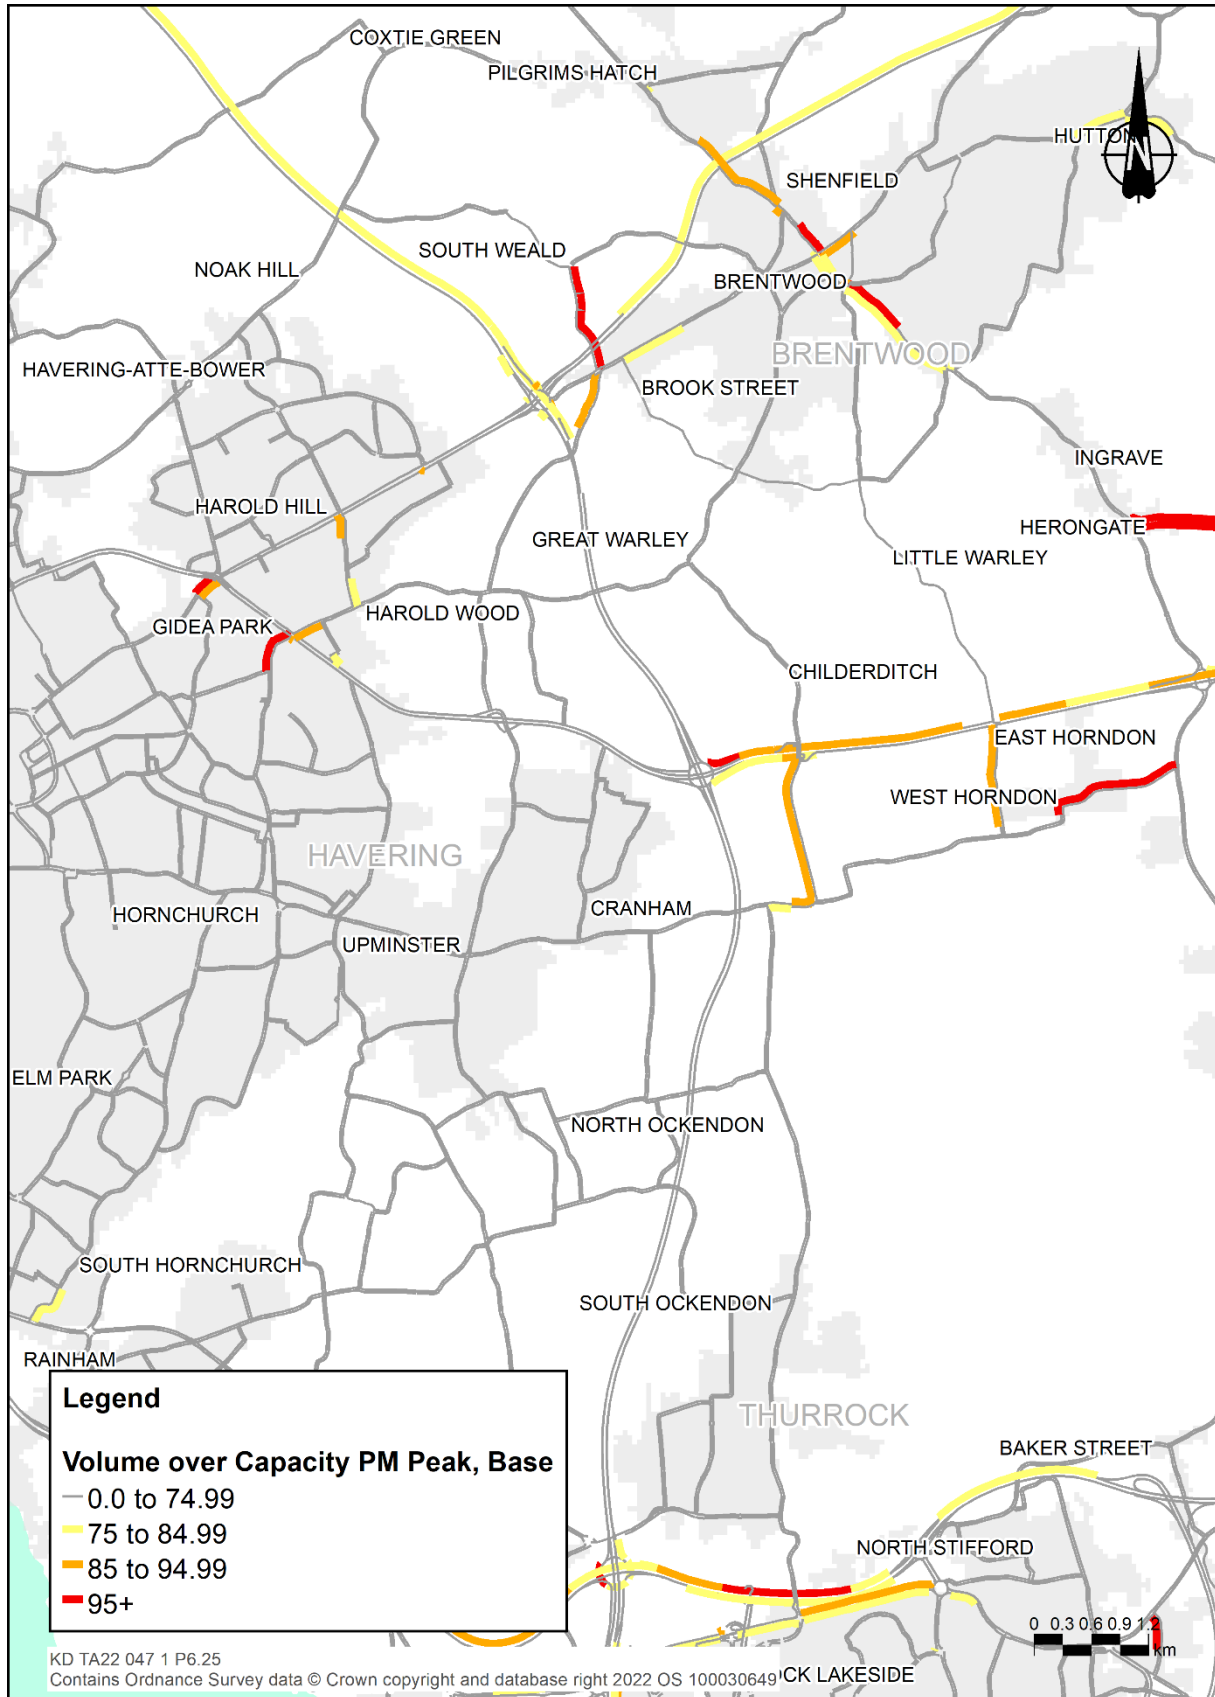 COXTIE GREEN
PILGRIMS HATCH
HUTTON
N
SHENFIELD
SOUTH WEALD
NOAK HILL
BRENTWOOD
BRENTWOOD
HAVERING-ATTE-BOWER
BROOK STREET
INGRAVE
HAROLD HILL
HERONGATE
GREAT WARLEY
LITTLE WARLEY
HAROLD WOOD
GIDEA PARK
CHILDERDITCH
EAST HORNDON
WEST HORNDON
HAVERING
CRANHAM
HORNCHURCH
UPMINSTER
ELM PARK
NORTH OCKENDON
SOUTH HORNCHURCH
SOUTH OCKENDON
RAINHAM
THURROCK
BAKER STREET
NORTH STIFFORD
Legend
Volume over Capacity PM Peak, Base
0.0 to 74.99
75 to 84.99
85 to 94.99
95+
0 0.3 0.6 0.9 1.2
km
KD TA22 047 1 P6.25
Contains Ordnance Survey data © Crown copyright and database right 2022 OS 100030649
OCK LAKESIDE